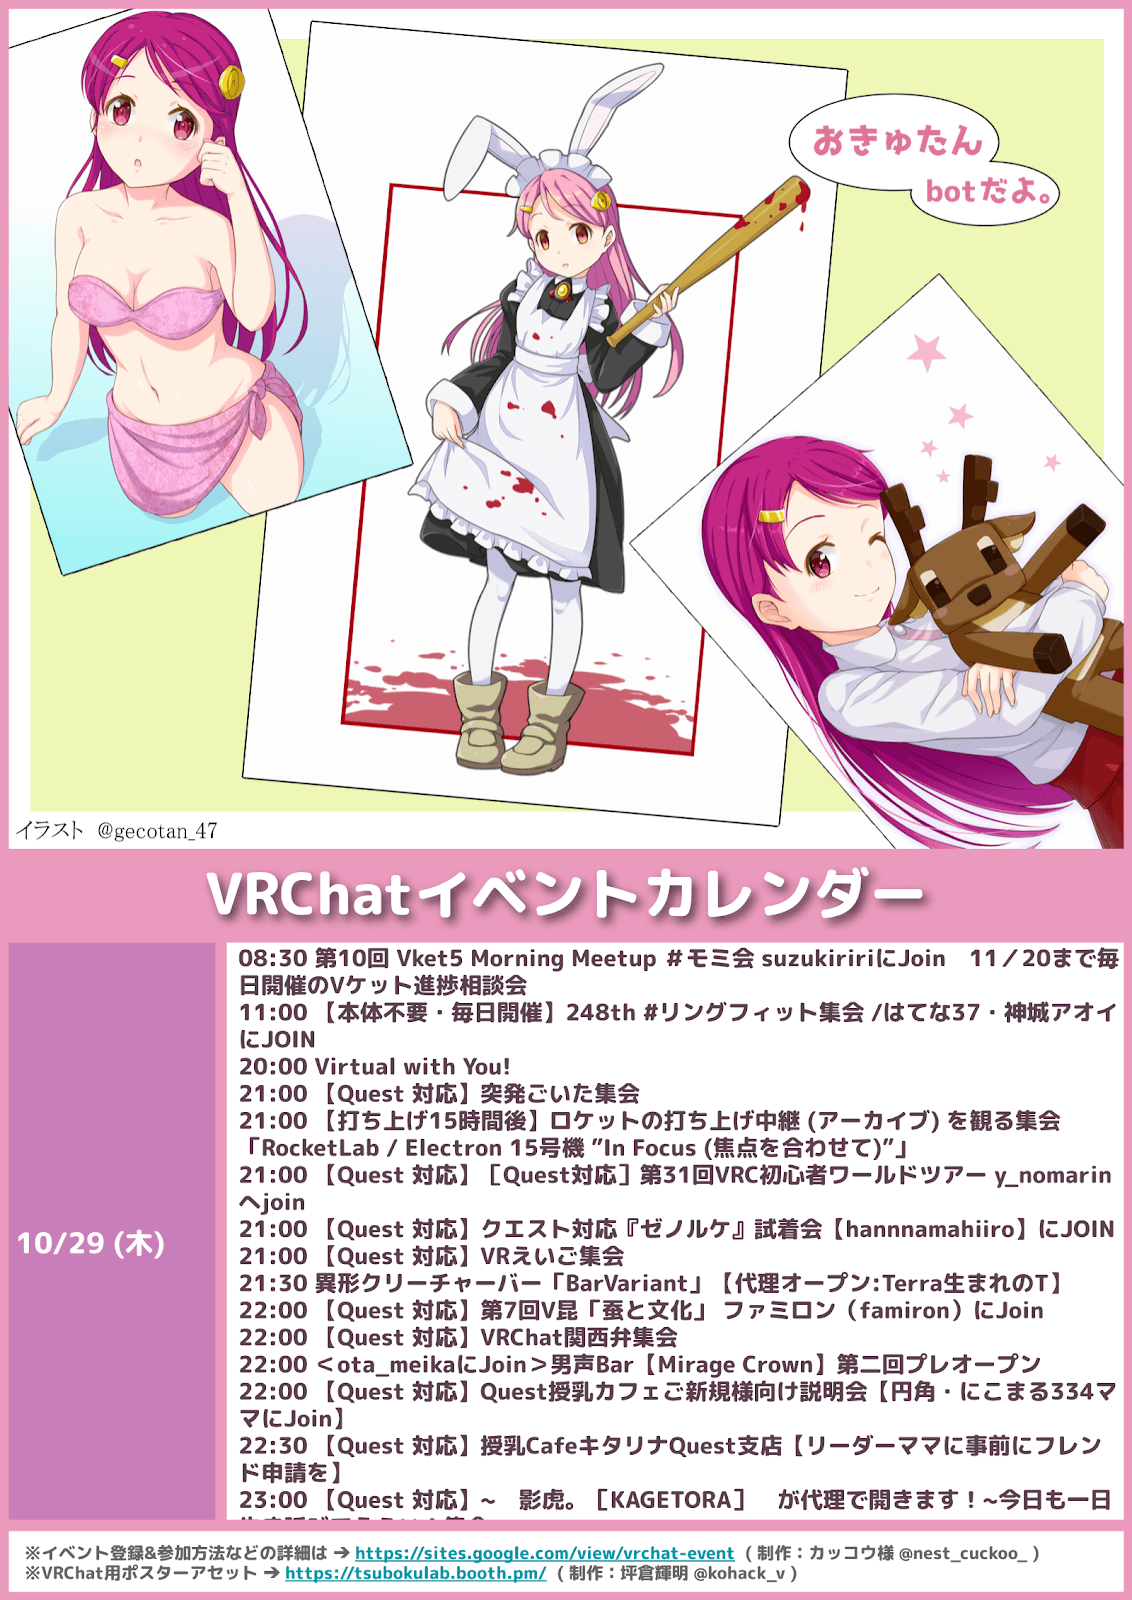 おきゅたん
botだよ。
イラスト @gecotan_47
VRChatイベントカレンダー
10/29 (木)
08:30 第10回 Vket5 Morning Meetup ＃モミ会 suzukiririにJoin　11／20まで毎
日開催のVケット進捗相談会
11:00 【本体不要・毎日開催】248th #リングフィット集会 /はてな37・神城アオイ
にJOIN
20:00 Virtual with You!
21:00 【Quest 対応】突発ごいた集会
21:00 【打ち上げ15時間後】ロケットの打ち上げ中継 (アーカイブ) を観る集会
「RocketLab / Electron 15号機 ”In Focus (焦点を合わせて)”」
21:00 【Quest 対応】［Quest対応］第31回VRC初心者ワールドツアー y_nomarin
へjoin
21:00 【Quest 対応】クエスト対応『ゼノルケ』試着会【hannnamahiiro】にJOIN
21:00 【Quest 対応】VRえいご集会
21:30 異形クリーチャーバー「BarVariant」【代理オープン:Terra生まれのT】
22:00 【Quest 対応】第7回V昆「蚕と文化」 ファミロン（famiron）にJoin
22:00 【Quest 対応】VRChat関西弁集会
22:00 ＜ota_meikaにJoin＞男声Bar【Mirage Crown】第二回プレオープン
22:00 【Quest 対応】Quest授乳カフェご新規様向け説明会【円角・にこまる334マ
マにJoin】
22:30 【Quest 対応】授乳CafeキタリナQuest支店【リーダーママに事前にフレン
ド申請を】
23:00 【Quest 対応】～　影虎。［KAGETORA］　が代理で開きます！~今日も一日
※イベント登録&参加方法などの詳細は ➔ https://sites.google.com/view/vrchat-event ( 制作：カッコウ様 @nest_cuckoo_ )
※VRChat用ポスターアセット ➔ https://tsubokulab.booth.pm/ ( 制作：坪倉輝明 @kohack_v )